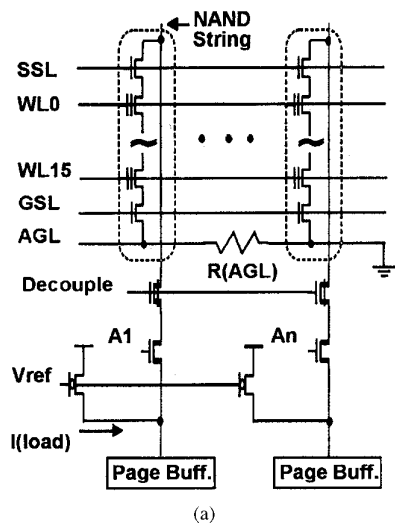 NAND
String
SSL
WL0
WL15
GSL
AGL
R(AGL)
Decouple
A1
An
Vref
I(load)
Page Buff.
Page Buff.
(a)